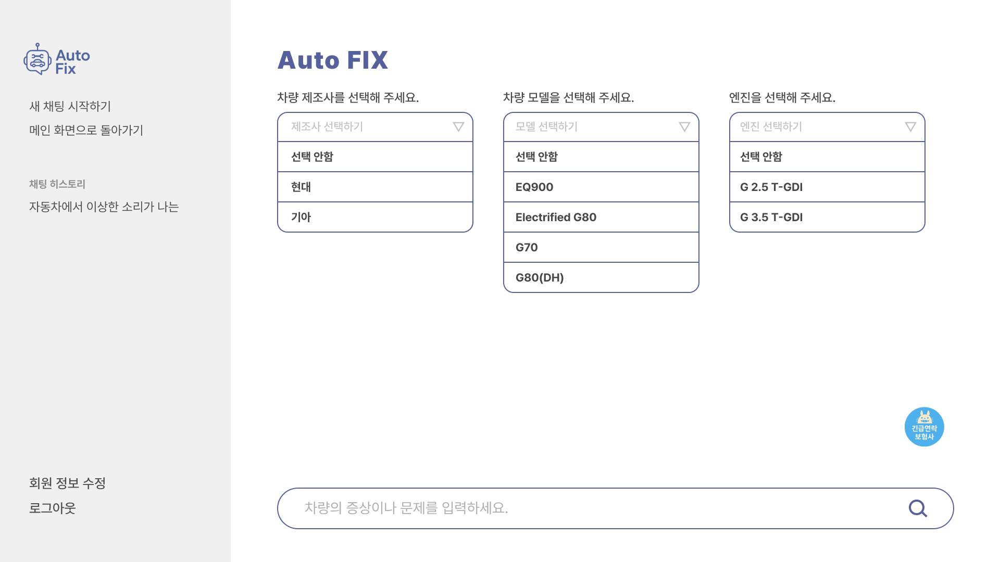 Auto
Fix
새 채팅 시작하기
메인 화면으로 돌아가기
채팅 히스토리
자동차에서 이상한 소리가 나는
회원 정보 수정
로그아웃
Auto FIX
차량 제조사를 선택해 주세요.
제조사 선택하기
선택 안함
현대
기아
차량 모델을 선택해 주세요.
모델 선택하기
선택 안함
EQ900
Electrified G80
G70
G80(DH)
엔진을 선택해 주세요.
엔진 선택하기
선택 안함
G 2.5 T-GDI
G 3.5 T-GDI
긴급연락
보험사
차량의 증상이나 문제를 입력하세요.